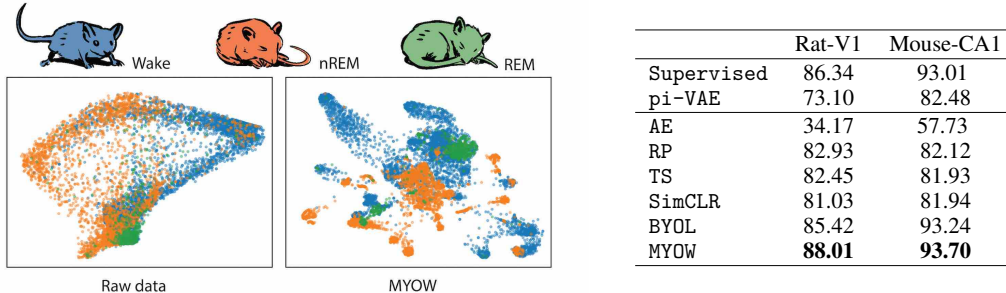 Wake nREM REM
Raw data MYOW
Rat-V1 Mouse-CA1
Supervised 86.34 93.01
pi-VAE 73.10 82.48
AE 34.17 57.73
RP 82.93 82.12
TS 82.45 81.93
SimCLR 81.03 81.94
BYOL 85.42 93.24
MYOW 88.01 93.70